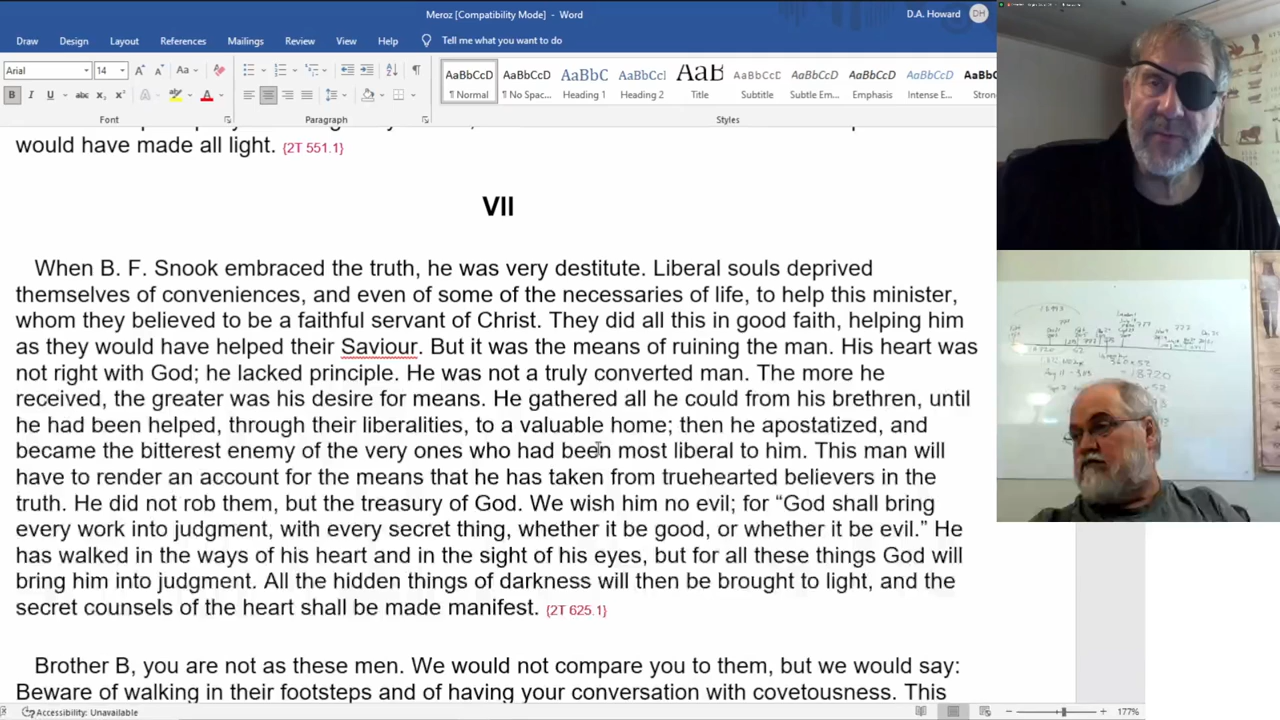 Meroz [Compatibility Mode] - Word
D.A. Howard
DH
Draw Design Layout References Mailings Review View Help Tell me what you want to do
Arial 14
AaBbCcD AaBbCcD AaBbC AaBbCcI AaB AaBbCcD AaBbCcD AaBbCcD AaBbCcD AaBbC
¶ Normal ¶ No Spac... Heading 1 Heading 2 Title Subtitle Subtle Em... Emphasis Intense E... Strong
Font Paragraph Styles
would have made all light. {2T 551.1}
VII
When B. F. Snook embraced the truth, he was very destitute. Liberal souls deprived
themselves of conveniences, and even of some of the necessaries of life, to help this minister,
whom they believed to be a faithful servant of Christ. They did all this in good faith, helping him
as they would have helped their Saviour. But it was the means of ruining the man. His heart was
not right with God; he lacked principle. He was not a truly converted man. The more he
received, the greater was his desire for means. He gathered all he could from his brethren, until
he had been helped, through their liberalities, to a valuable home; then he apostatized, and
became the bitterest enemy of the very ones who had been most liberal to him. This man will
have to render an account for the means that he has taken from truehearted believers in the
truth. He did not rob them, but the treasury of God. We wish him no evil; for “God shall bring
every work into judgment, with every secret thing, whether it be good, or whether it be evil.” He
has walked in the ways of his heart and in the sight of his eyes, but for all these things God will
bring him into judgment. All the hidden things of darkness will then be brought to light, and the
secret counsels of the heart shall be made manifest. {2T 625.1}
Brother B, you are not as these men. We would not compare you to them, but we would say:
Beware of walking in their footsteps and of having your conversation with covetousness. This
Accessibility: Unavailable
177%